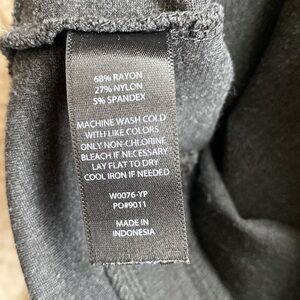 68% RAYON
27% NYLON
5% SPANDEX
MACHINE WASH COLD
WITH LIKE COLORS
ONLY NON-CHLORINE
BLEACH IF NECESSARY
LAY FLAT TO DRY
COOL IRON IF NEEDED
W0076-YP
PO#9011
MADE IN
INDONESIA